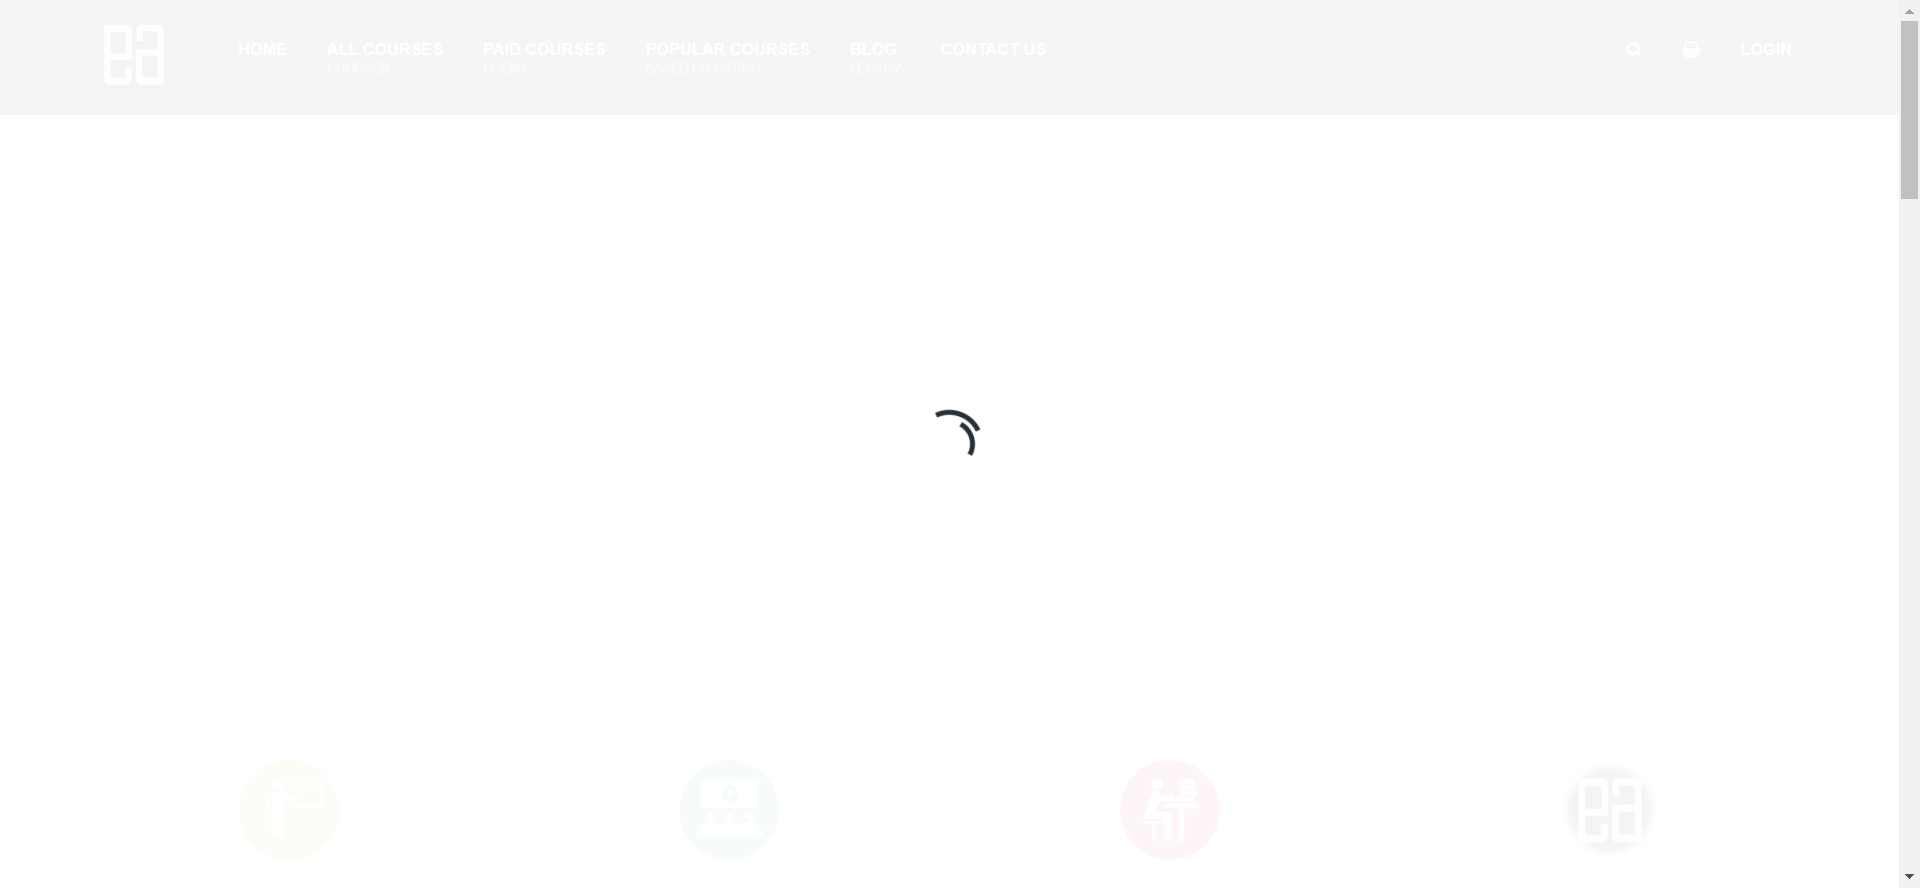 HOME
ALL COURSES
COURSES
PAID COURSES
UDEMY
POPULAR COURSES
BASED ON RATING
BLOG
LEGACY
CONTACT US
LOGIN